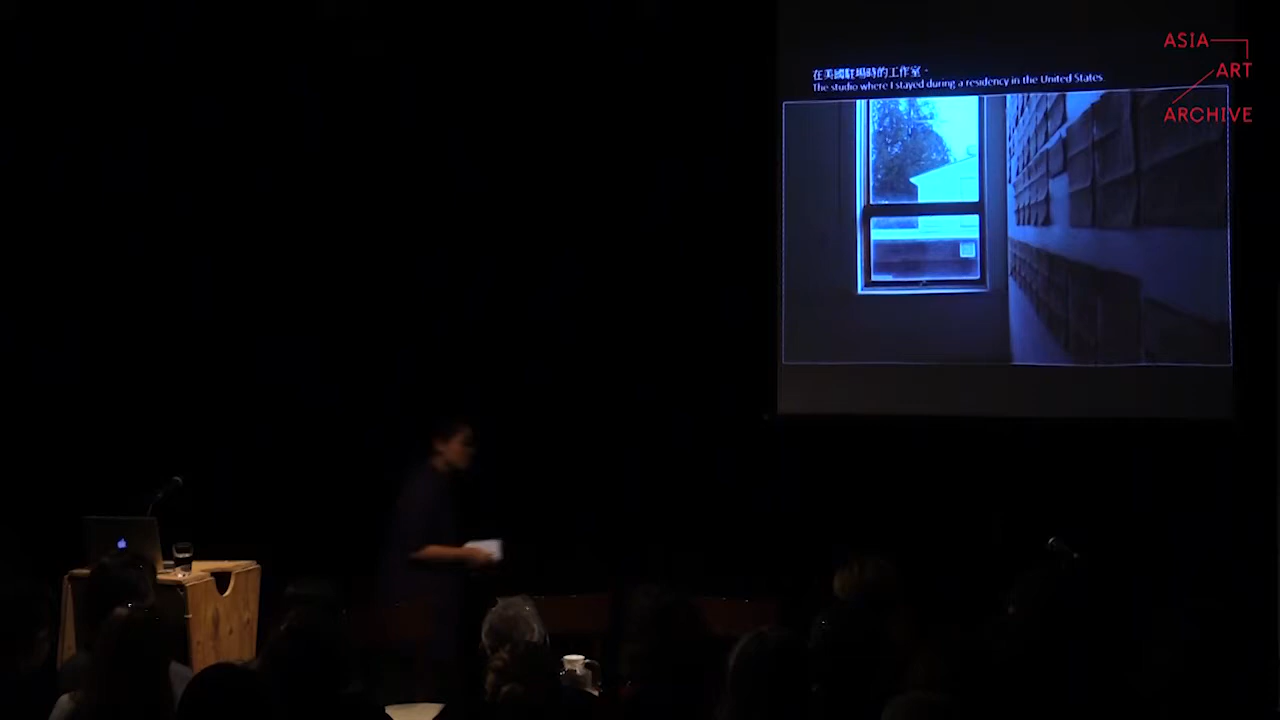 在美國駐場時的工作室。
The studio where I stayed during a residency in the United States.
ASIA
ART
ARCHIVE